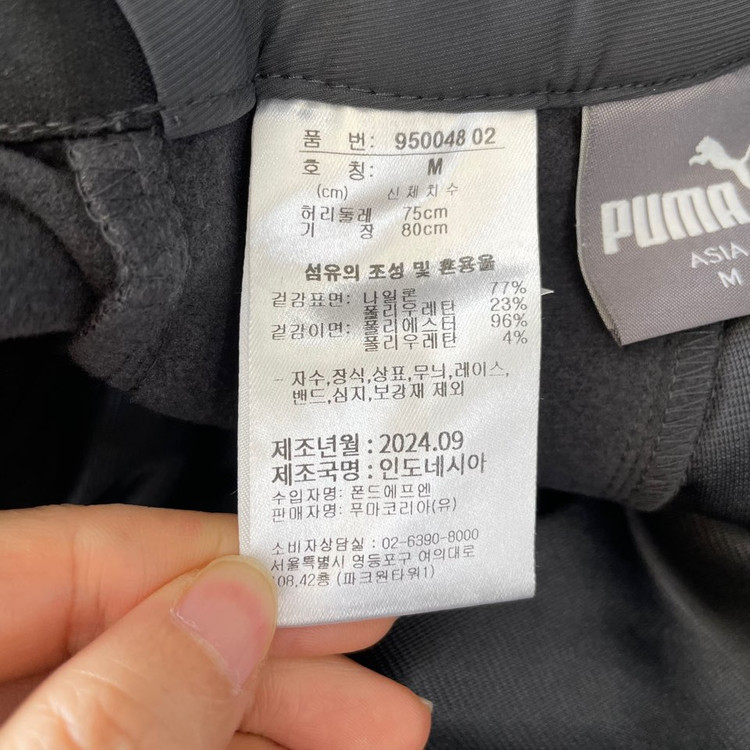 품 번: 950048 02
호 칭: M
(cm) 신체치수
허리둘레 75cm
기 장 80cm
섬유의 조성 및 혼용율
겉감표면: 나일론 77%
폴리우레탄 23%
겉감이면: 폴리에스터 96%
폴리우레탄 4%
- 자수,장식,상표,무늬,레이스,
밴드,심지,보강재 제외
제조년월 : 2024.09
제조국명 : 인도네시아
수입자명: 폰드에프엔
판매자명: 푸마코리아(유)
소비자상담실 : 02-6390-8000
서울특별시 영등포구 여의대로
08,42층 (파크원타워1)
PUMA
ASIA
M